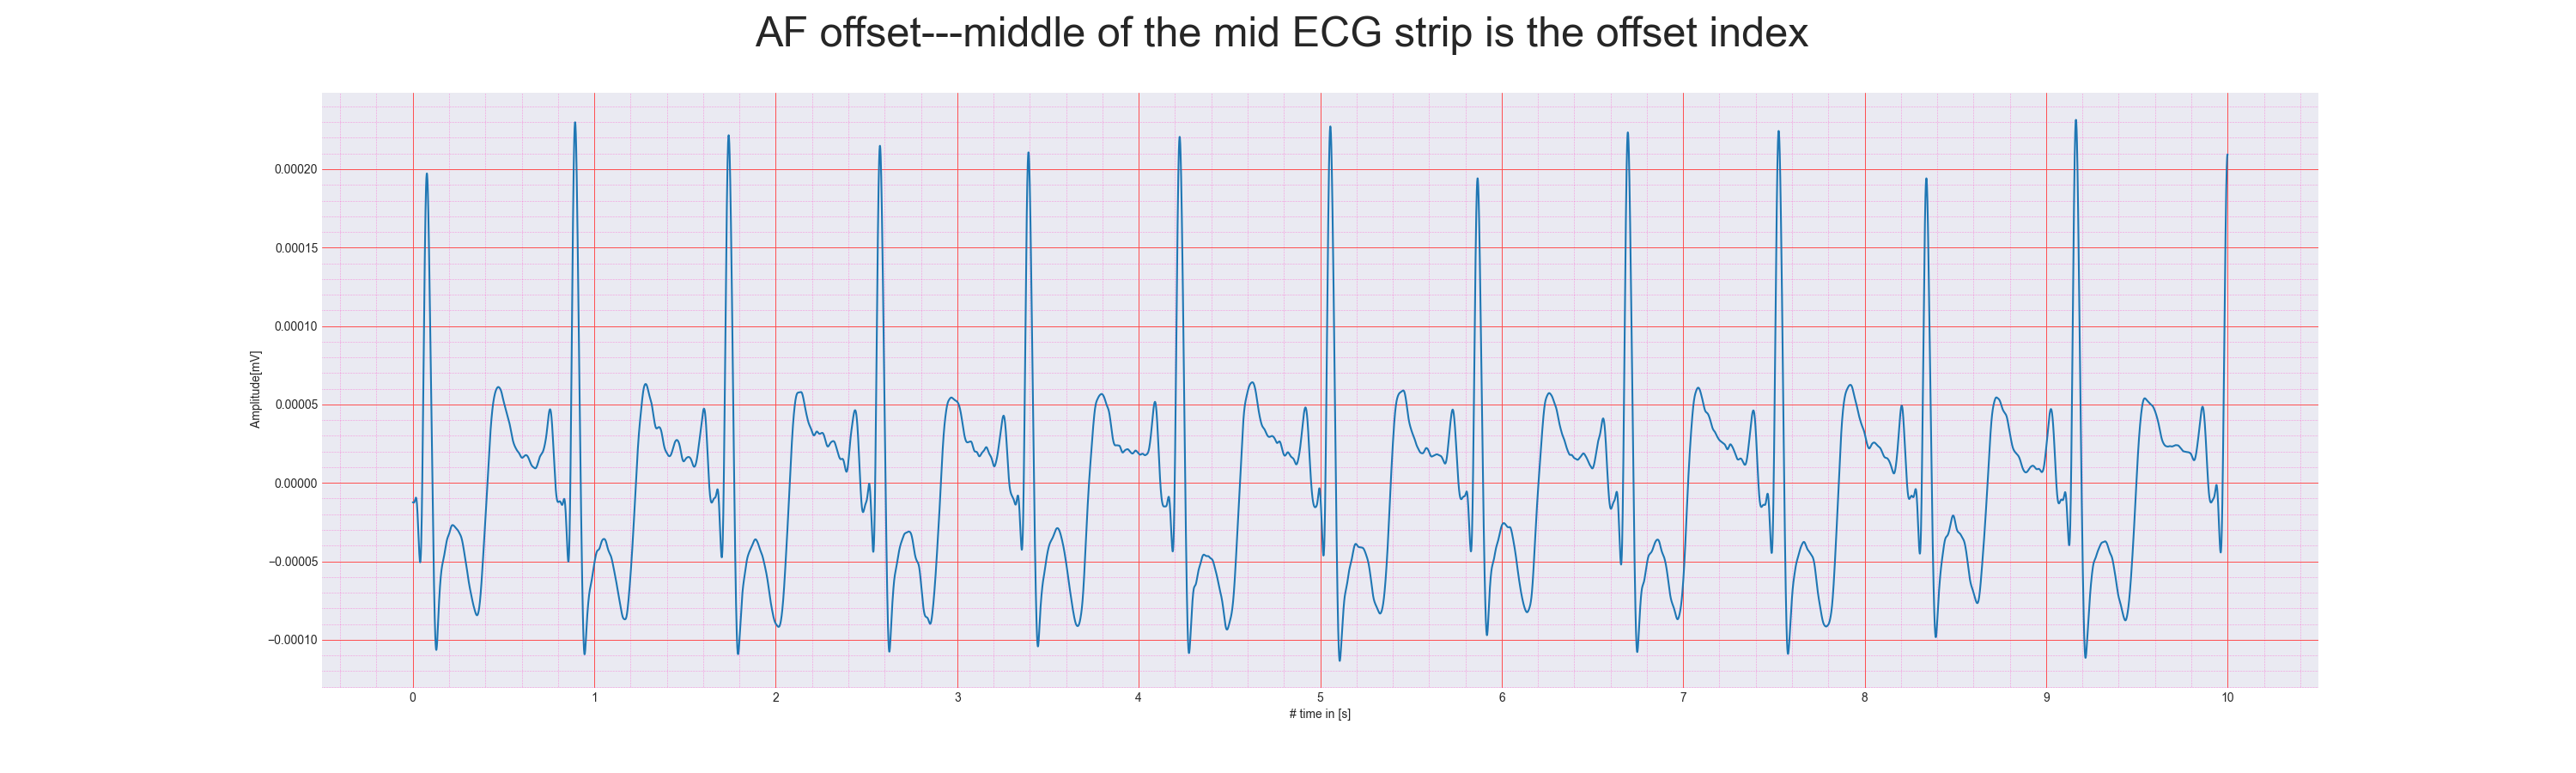 AF offset---middle of the mid ECG strip is the offset index
Amplitude[mV]
0.00020
0.00015
0.00010
0.00005
0.00000
−0.00005
−0.00010
0 1 2 3 4 5 6 7 8 9 10
# time in [s]